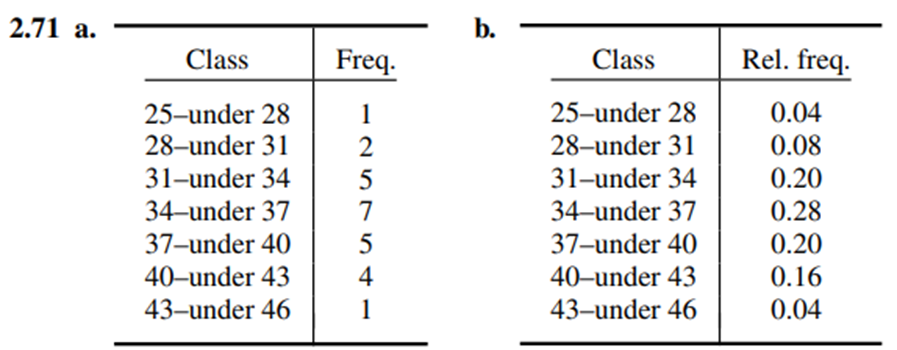 2.71 a. b.
Class Freq. Class Rel. freq.
25–under 28 1 25–under 28 0.04
28–under 31 2 28–under 31 0.08
31–under 34 5 31–under 34 0.20
34–under 37 7 34–under 37 0.28
37–under 40 5 37–under 40 0.20
40–under 43 4 40–under 43 0.16
43–under 46 1 43–under 46 0.04